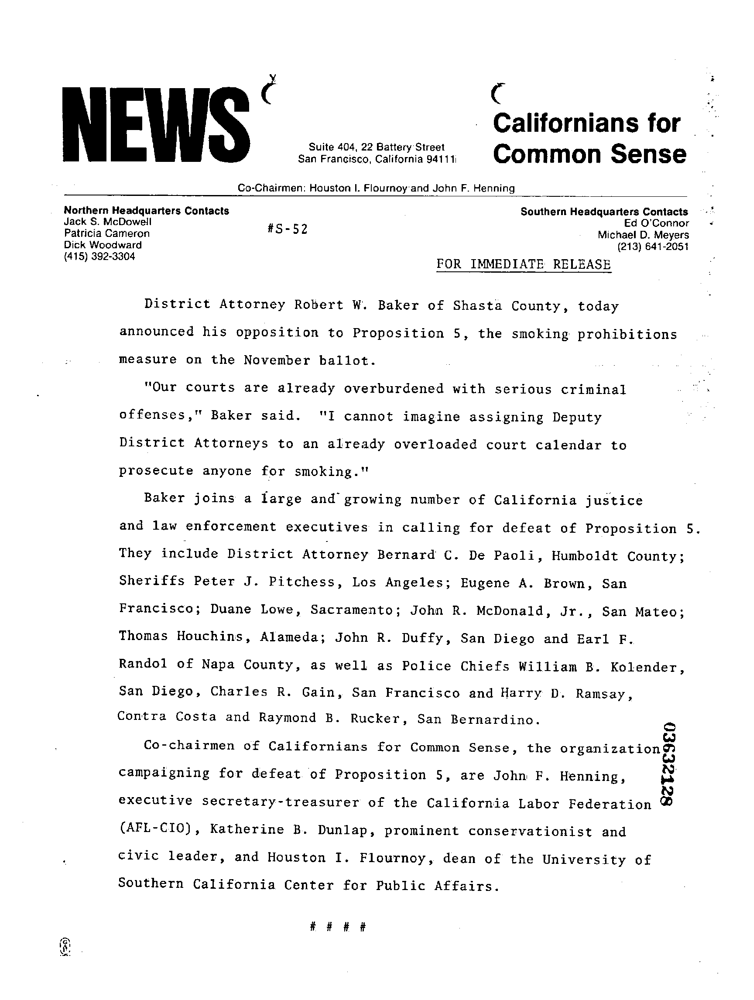 NEWS
Californians for
Common Sense
Suite 404, 22 Battery Street
San Francisco, California 94111
Co-Chairmen: Houston I. Flournoy and John F. Henning
Northern Headquarters Contacts
Jack S. McDowell
Patricia Cameron
Dick Woodward
(415) 392-3304
#S-52
Southern Headquarters Contacts
Ed O'Connor
Michael D. Meyers
(213) 641-2051
FOR IMMEDIATE RELEASE
District Attorney Robert W. Baker of Shasta County, today
announced his opposition to Proposition 5, the smoking prohibitions
measure on the November ballot.
"Our courts are already overburdened with serious criminal
offenses," Baker said. "I cannot imagine assigning Deputy
District Attorneys to an already overloaded court calendar to
prosecute anyone for smoking."
Baker joins a large and growing number of California justice
and law enforcement executives in calling for defeat of Proposition 5.
They include District Attorney Bernard C. De Paoli, Humboldt County;
Sheriffs Peter J. Pitchess, Los Angeles; Eugene A. Brown, San
Francisco; Duane Lowe, Sacramento; John R. McDonald, Jr., San Mateo;
Thomas Houchins, Alameda; John R. Duffy, San Diego and Earl F.
Randol of Napa County, as well as Police Chiefs William B. Kolender,
San Diego, Charles R. Gain, San Francisco and Harry D. Ramsay,
Contra Costa and Raymond B. Rucker, San Bernardino.
Co-chairmen of Californians for Common Sense, the organization
campaigning for defeat of Proposition 5, are John F. Henning,
executive secretary-treasurer of the California Labor Federation
(AFL-CIO), Katherine B. Dunlap, prominent conservationist and
civic leader, and Houston I. Flournoy, dean of the University of
Southern California Center for Public Affairs.
# # # #
03632128